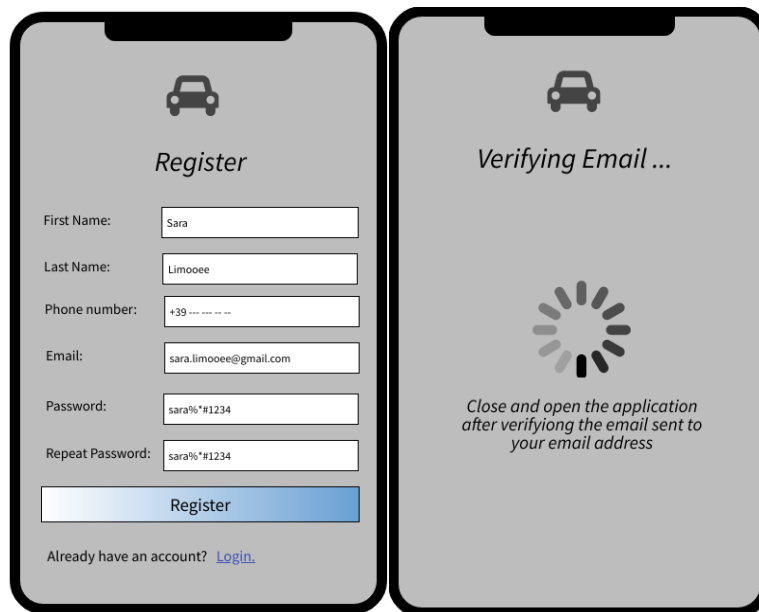 Register
First Name:
Sara
Last Name:
Limooee
Phone number:
+39 --- --- -- --
Email:
sara.limooee@gmail.com
Password:
sara%*#1234
Repeat Password:
sara%*#1234
Register
Already have an account? Login.
Verifying Email ...
Close and open the application
after verifyiong the email sent to
your email address